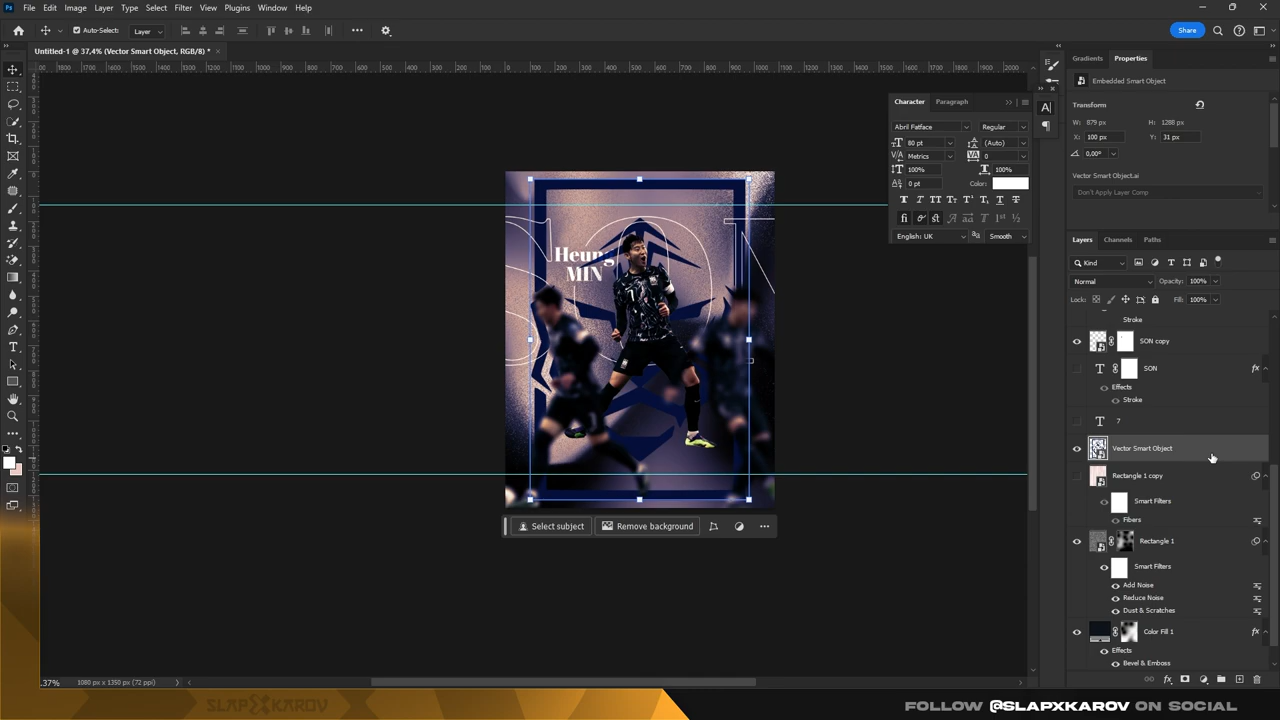 Ps File Edit Image Layer Type Select Filter View Plugins Window Help
Auto-Select: Layer Share
Untitled-1 @ 37,4% (Vector Smart Object, RGB/8) *
Gradients Properties
Embedded Smart Object
Character Paragraph
Transform
W: 879 px H: 1288 px
X: 100 px Y: 31 px
0,00°
Abril Fatface Regular
80 pt (Auto)
Metrics 0
100% 100%
0 pt Color:
English: UK Smooth
Vector Smart Object.ai
Don't Apply Layer Comp
Layers Channels Paths
Kind
Normal Opacity: 100%
Lock: Fill: 100%
Stroke
SON copy
SON fx
Effects
Stroke
7
Vector Smart Object
Rectangle 1 copy
Smart Filters
Fibers
Rectangle 1
Smart Filters
Add Noise
Reduce Noise
Dust & Scratches
Color Fill 1 fx
Effects
Bevel & Emboss
Heung
MIN
Select subject Remove background
1080 px x 1350 px (72 ppi)
SLAPXKAROV
FOLLOW @SLAPXKAROV ON SOCIAL